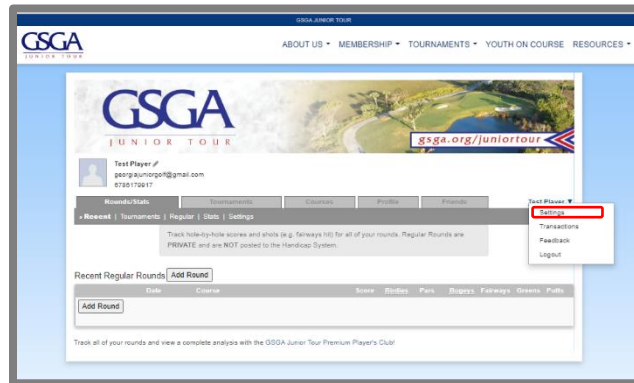 GSGA JUNIOR TOUR
GSGA
JUNIOR TOUR
ABOUT US MEMBERSHIP TOURNAMENTS YOUTH ON COURSE RESOURCES
GSGA
JUNIOR TOUR
gsga.org/juniortour
Test Player
georgiajuniorgolf@gmail.com
6785179817
Rounds/Stats Tournaments Courses Profile Friends Test Player ▼
▸ Recent | Tournaments | Regular | Stats | Settings
Settings
Transactions
Feedback
Logout
Track hole-by-hole scores and shots (e.g. fairways hit) for all of your rounds. Regular Rounds are
PRIVATE and are NOT posted to the Handicap System.
Recent Regular Rounds Add Round
Date Course Score Birdies Pars Bogeys Fairways Greens Putts
Add Round
Track all of your rounds and view a complete analysis with the GSGA Junior Tour Premium Player's Club!